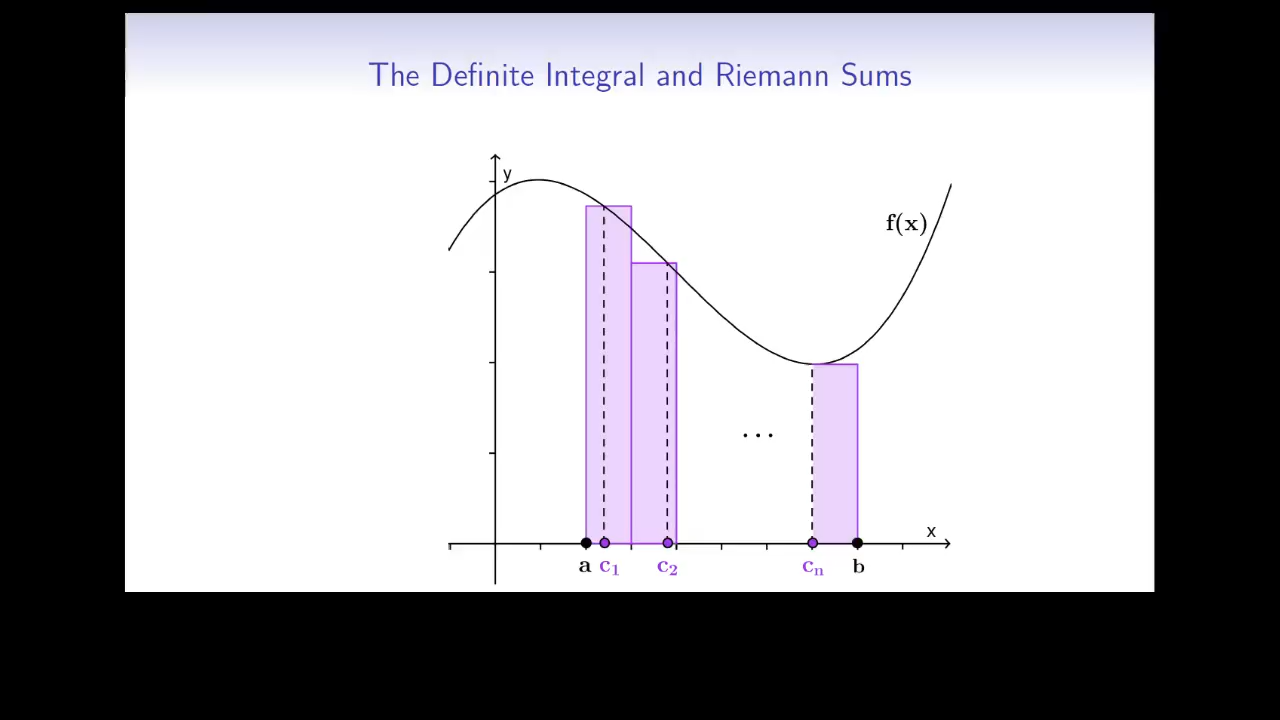 The Definite Integral and Riemann Sums
y
f(x)
...
x
a c₁ c₂ cₙ b